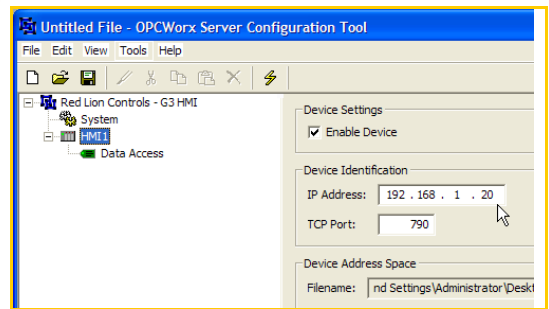 Untitled File - OPCWorx Server Configuration Tool
File Edit View Tools Help
Red Lion Controls - G3 HMI
System
HMI1
Data Access
Device Settings
Enable Device
Device Identification
IP Address: 192 . 168 . 1 . 20
TCP Port: 790
Device Address Space
Filename: nd Settings\Administrator\Deskt